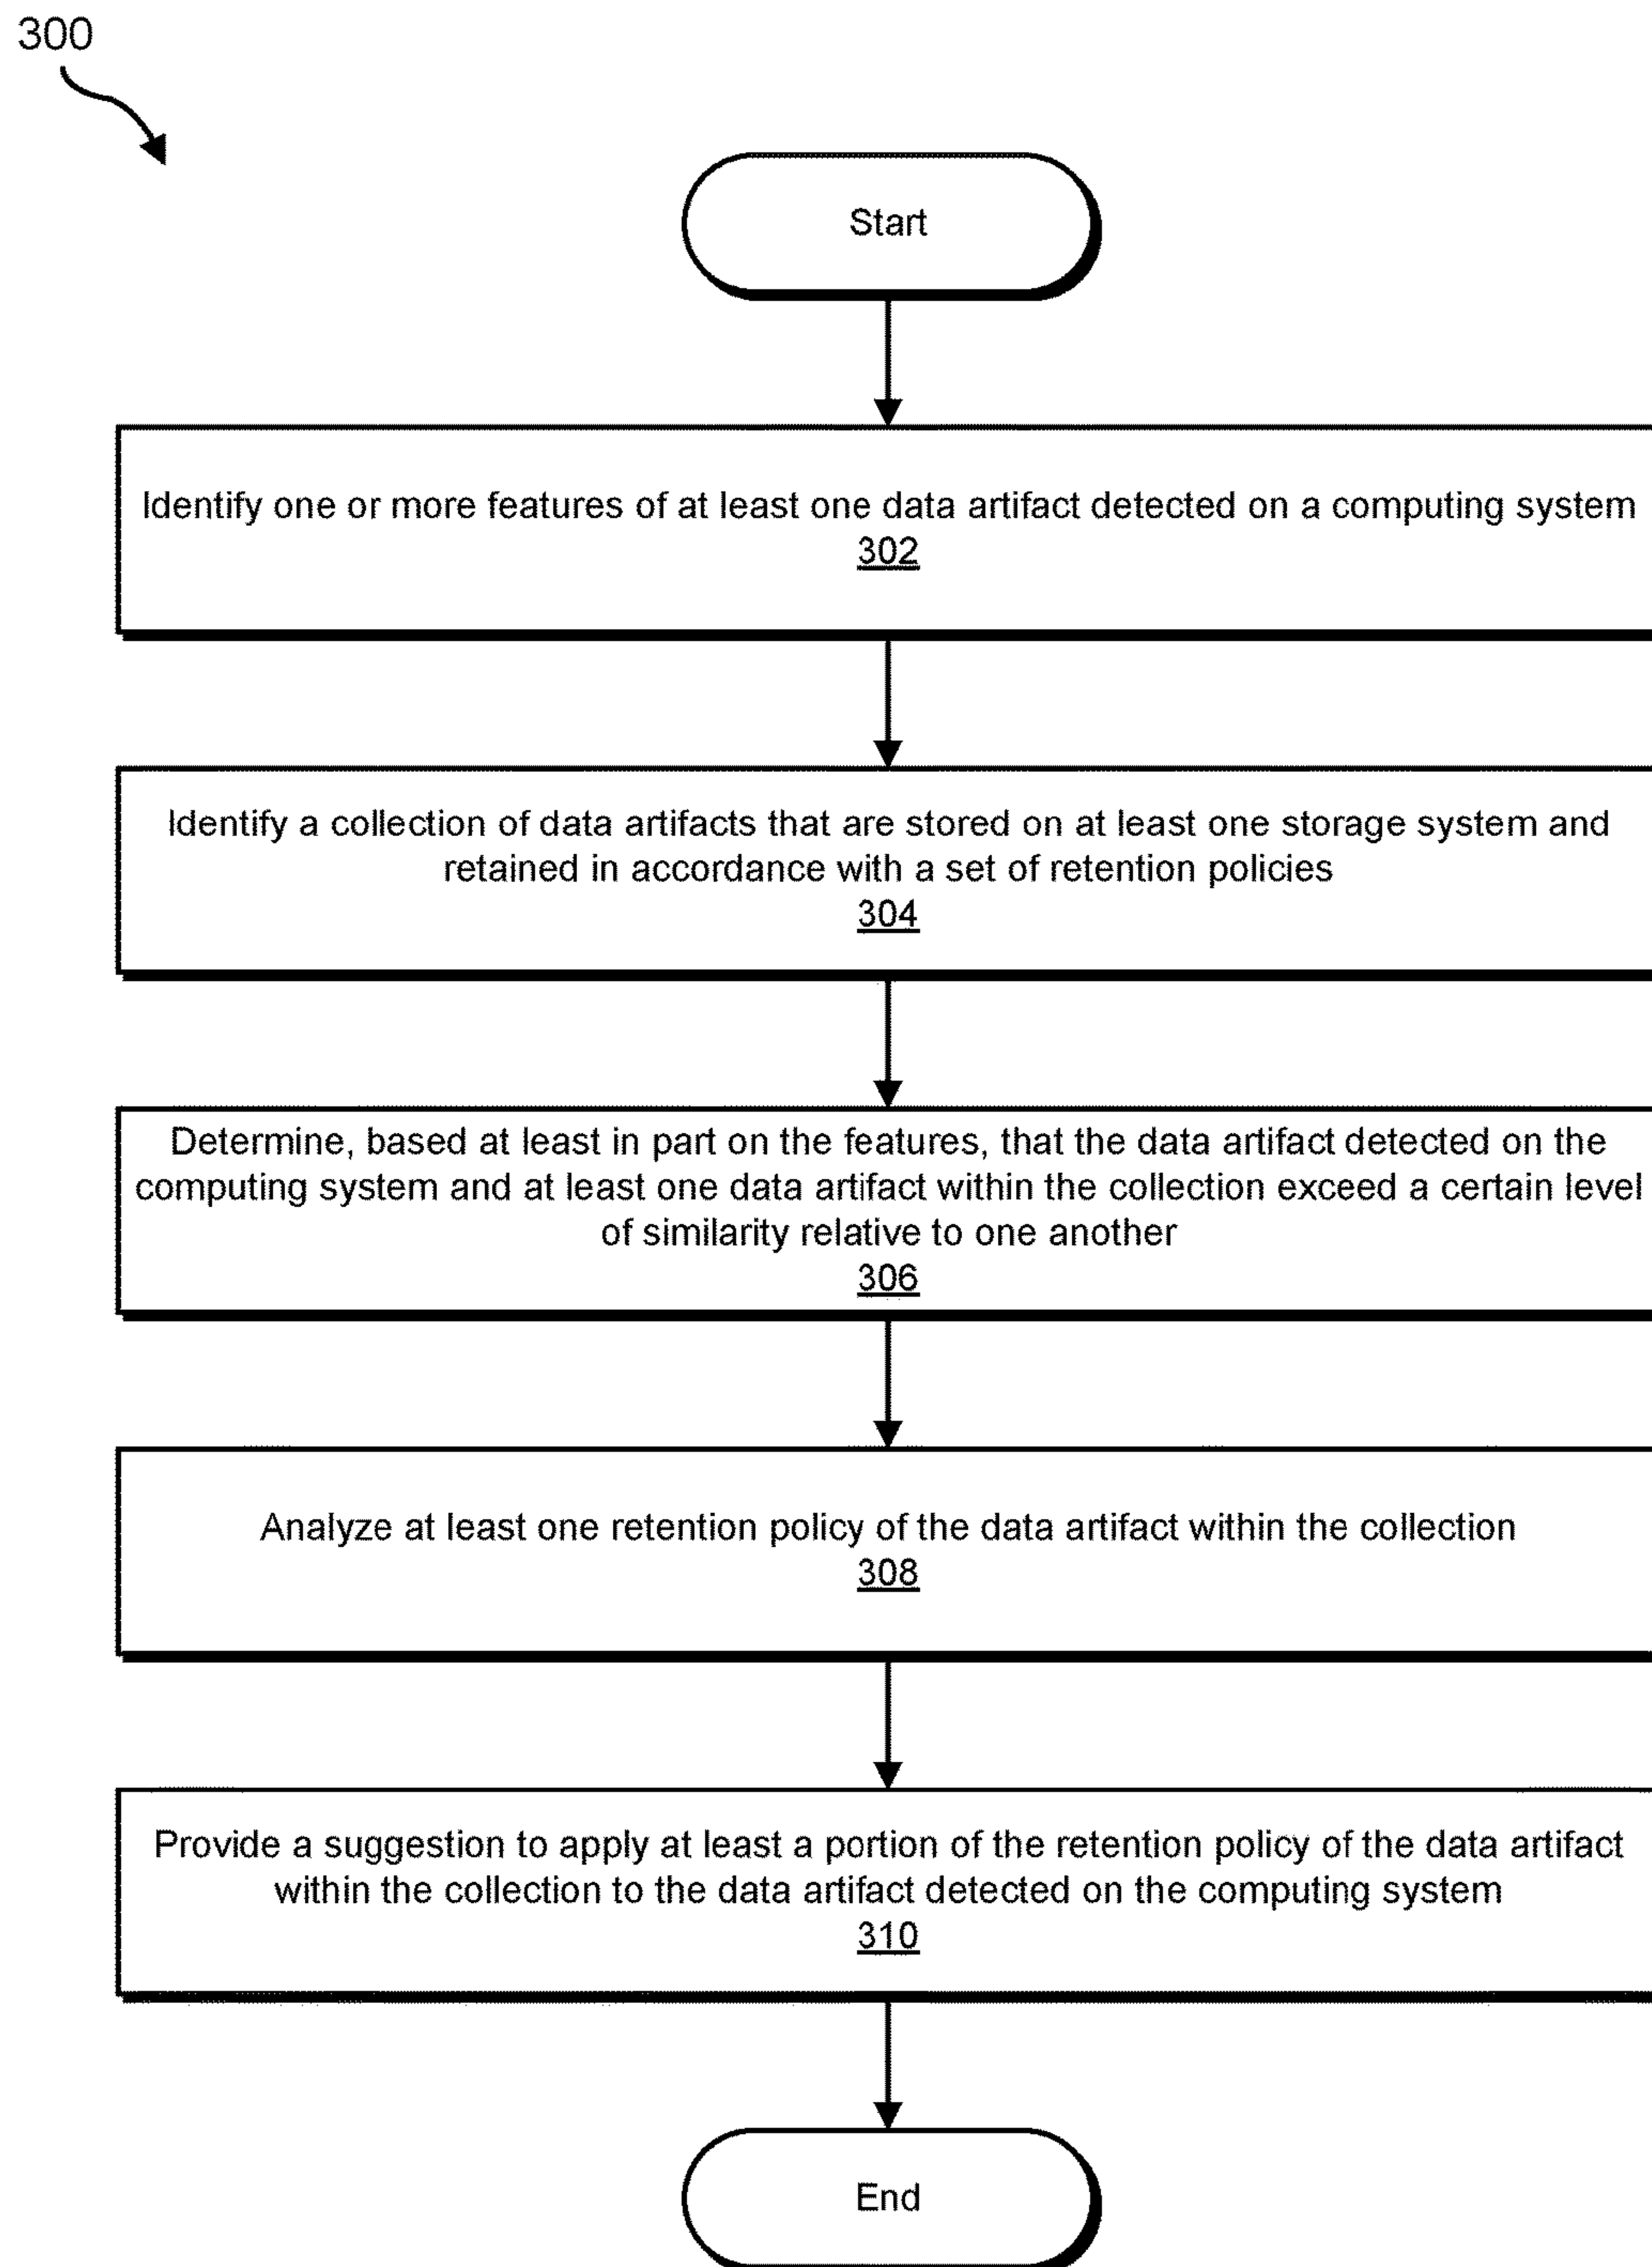 300
Start
Identify one or more features of at least one data artifact detected on a computing system
302
Identify a collection of data artifacts that are stored on at least one storage system and
retained in accordance with a set of retention policies
304
Determine, based at least in part on the features, that the data artifact detected on the
computing system and at least one data artifact within the collection exceed a certain level
of similarity relative to one another
306
Analyze at least one retention policy of the data artifact within the collection
308
Provide a suggestion to apply at least a portion of the retention policy of the data artifact
within the collection to the data artifact detected on the computing system
310
End